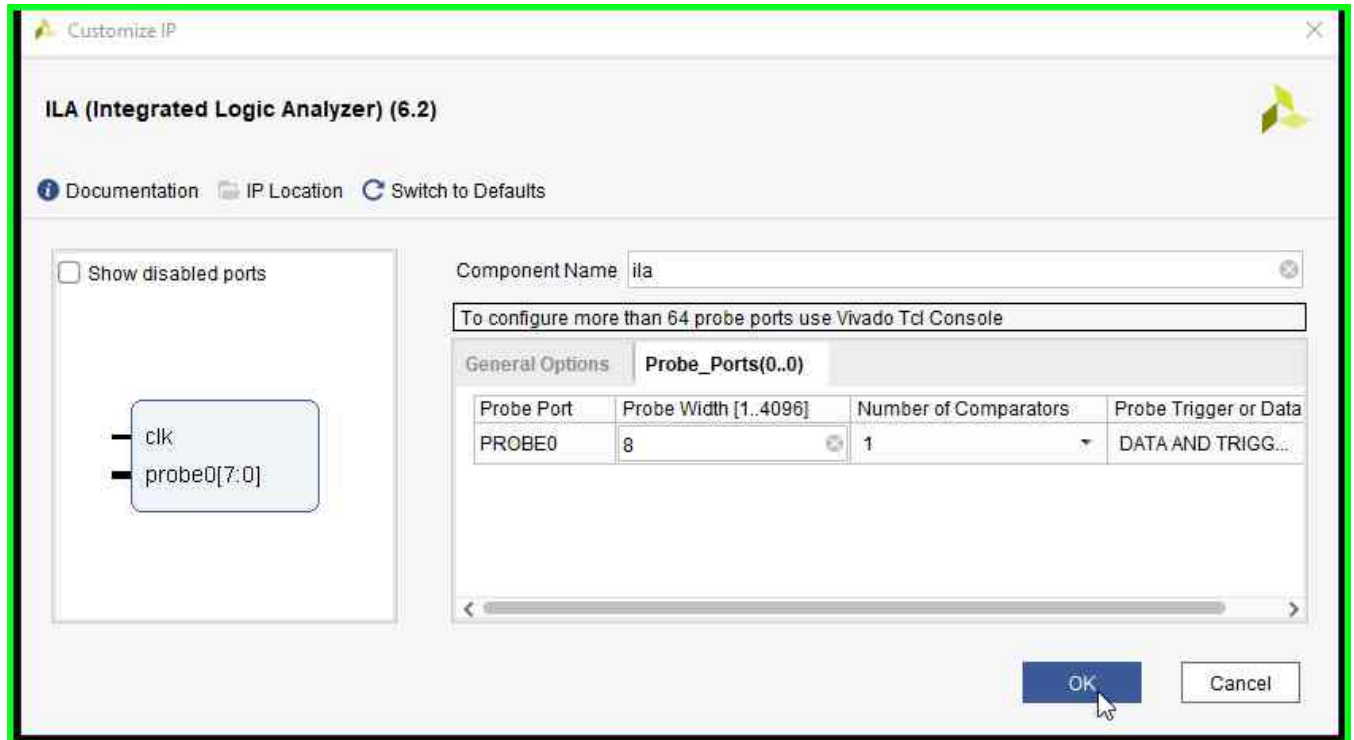 Customize IP
ILA (Integrated Logic Analyzer) (6.2)
Documentation IP Location Switch to Defaults
Show disabled ports
clk
probe0[7:0]
Component Name ila
To configure more than 64 probe ports use Vivado Tcl Console
General Options Probe_Ports(0..0)
Probe Port Probe Width [1..4096] Number of Comparators Probe Trigger or Data
PROBE0 8 1 DATA AND TRIGG...
OK Cancel